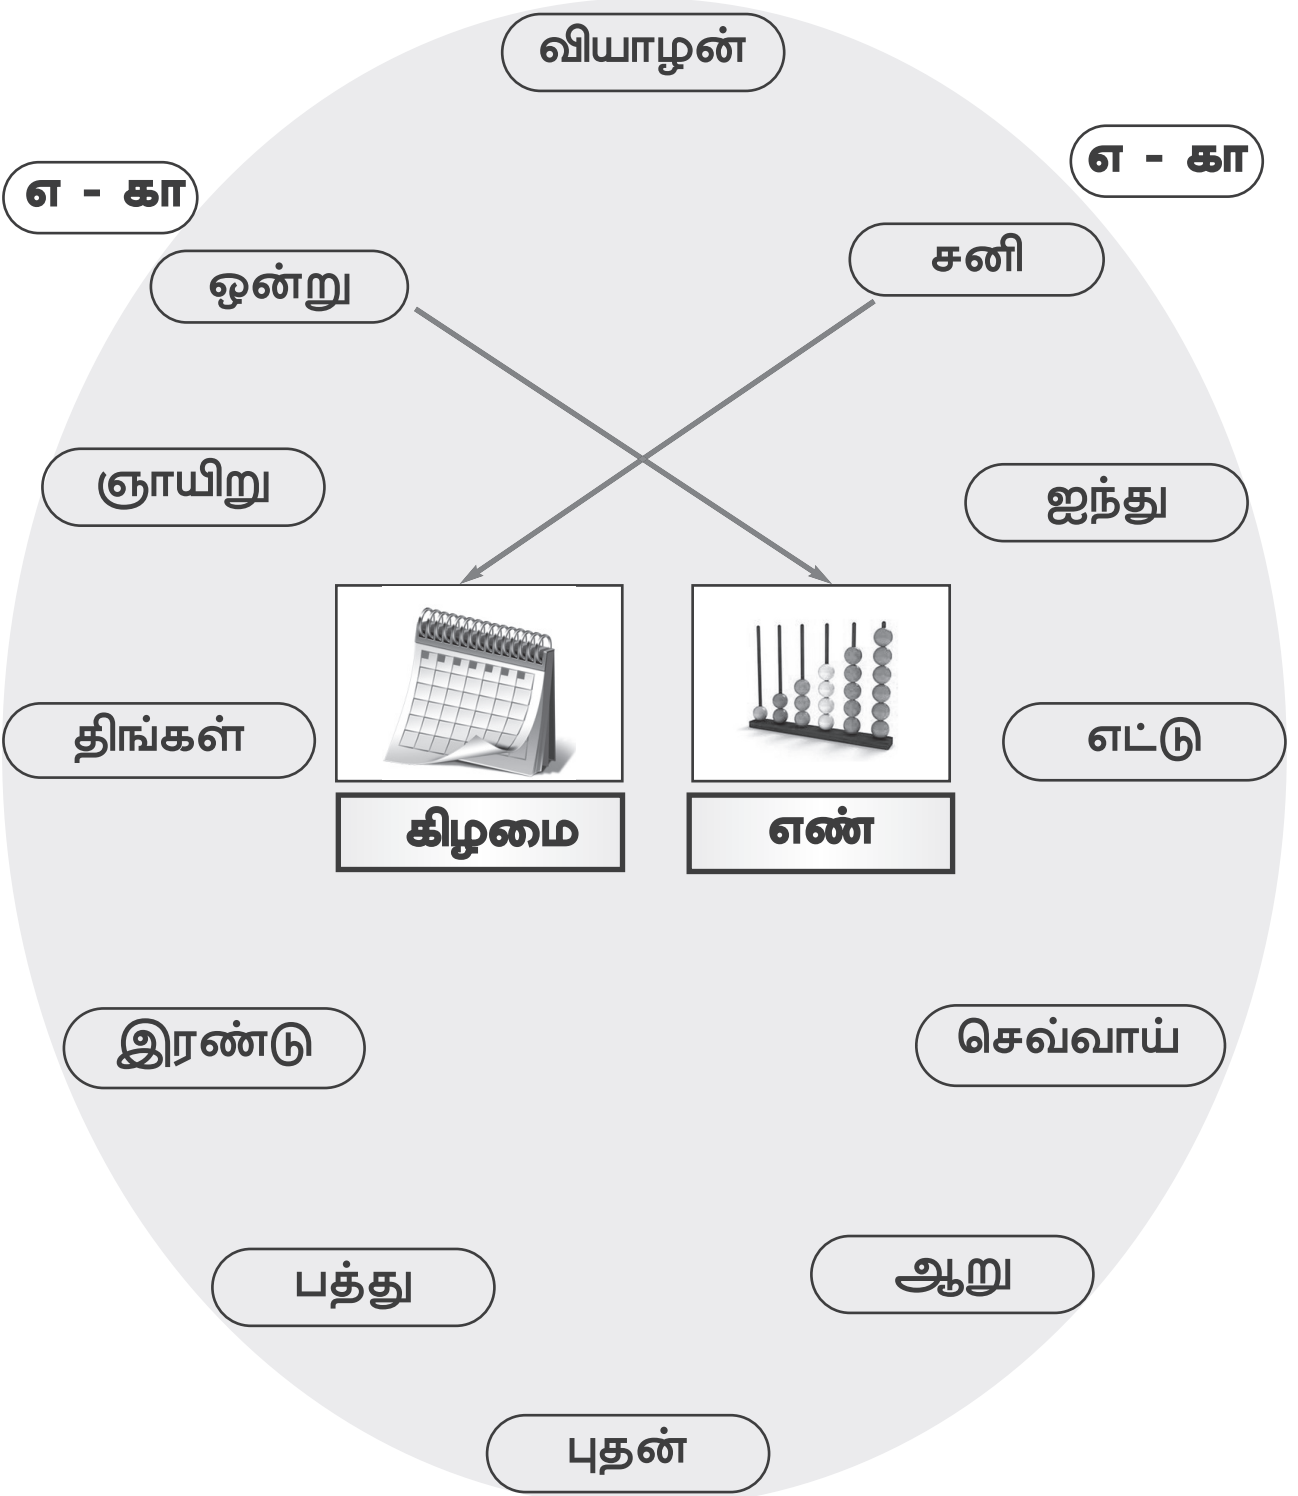 வியாழன்
எ - கா
எ - கா
ஒன்று
சனி
ஞாயிறு
ஐந்து
திங்கள்
எட்டு
கிழமை
எண்
இரண்டு
செவ்வாய்
பத்து
ஆறு
புதன்